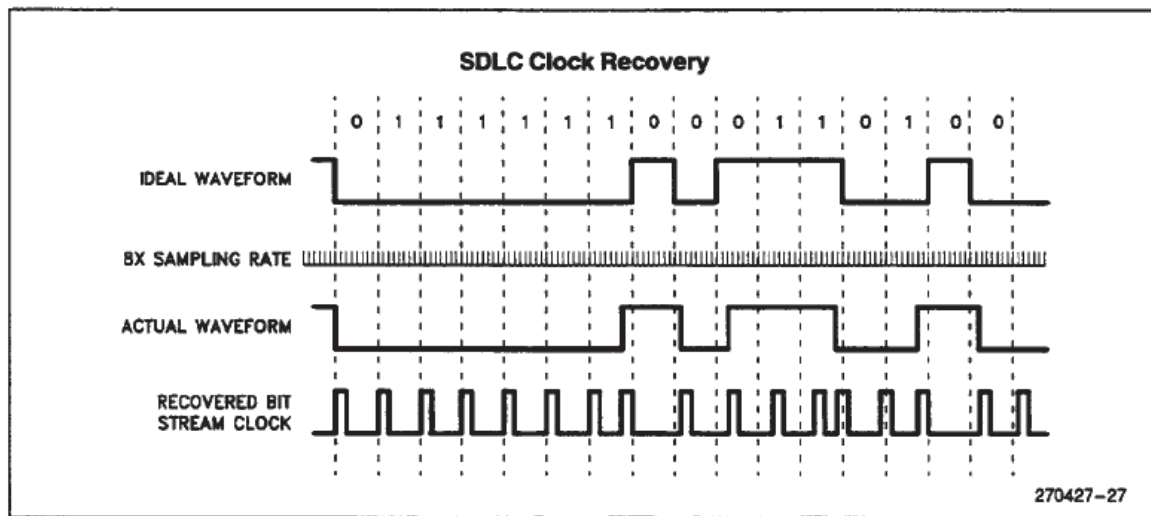 SDLC Clock Recovery
0 1 1 1 1 1 1 0 0 0 1 1 0 1 0 0
IDEAL WAVEFORM
8X SAMPLING RATE
ACTUAL WAVEFORM
RECOVERED BIT
STREAM CLOCK
270427-27